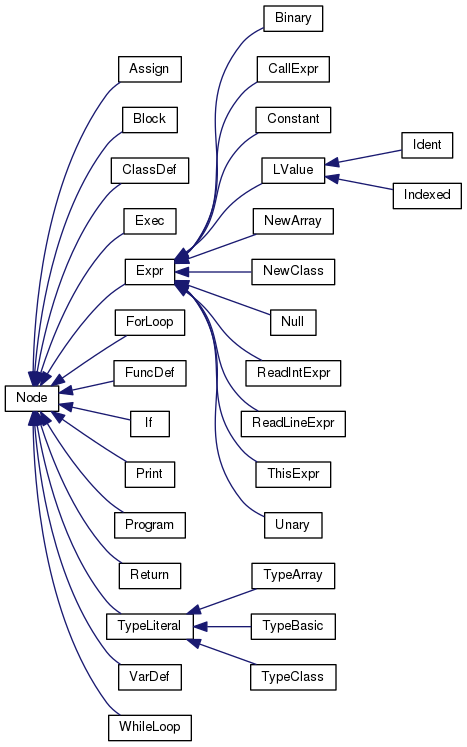 Node
Assign
Block
ClassDef
Exec
Expr
Binary
CallExpr
Constant
LValue
Ident
Indexed
NewArray
NewClass
Null
ReadIntExpr
ReadLineExpr
ThisExpr
Unary
ForLoop
FuncDef
If
Print
Program
Return
TypeLiteral
TypeArray
TypeBasic
TypeClass
VarDef
WhileLoop